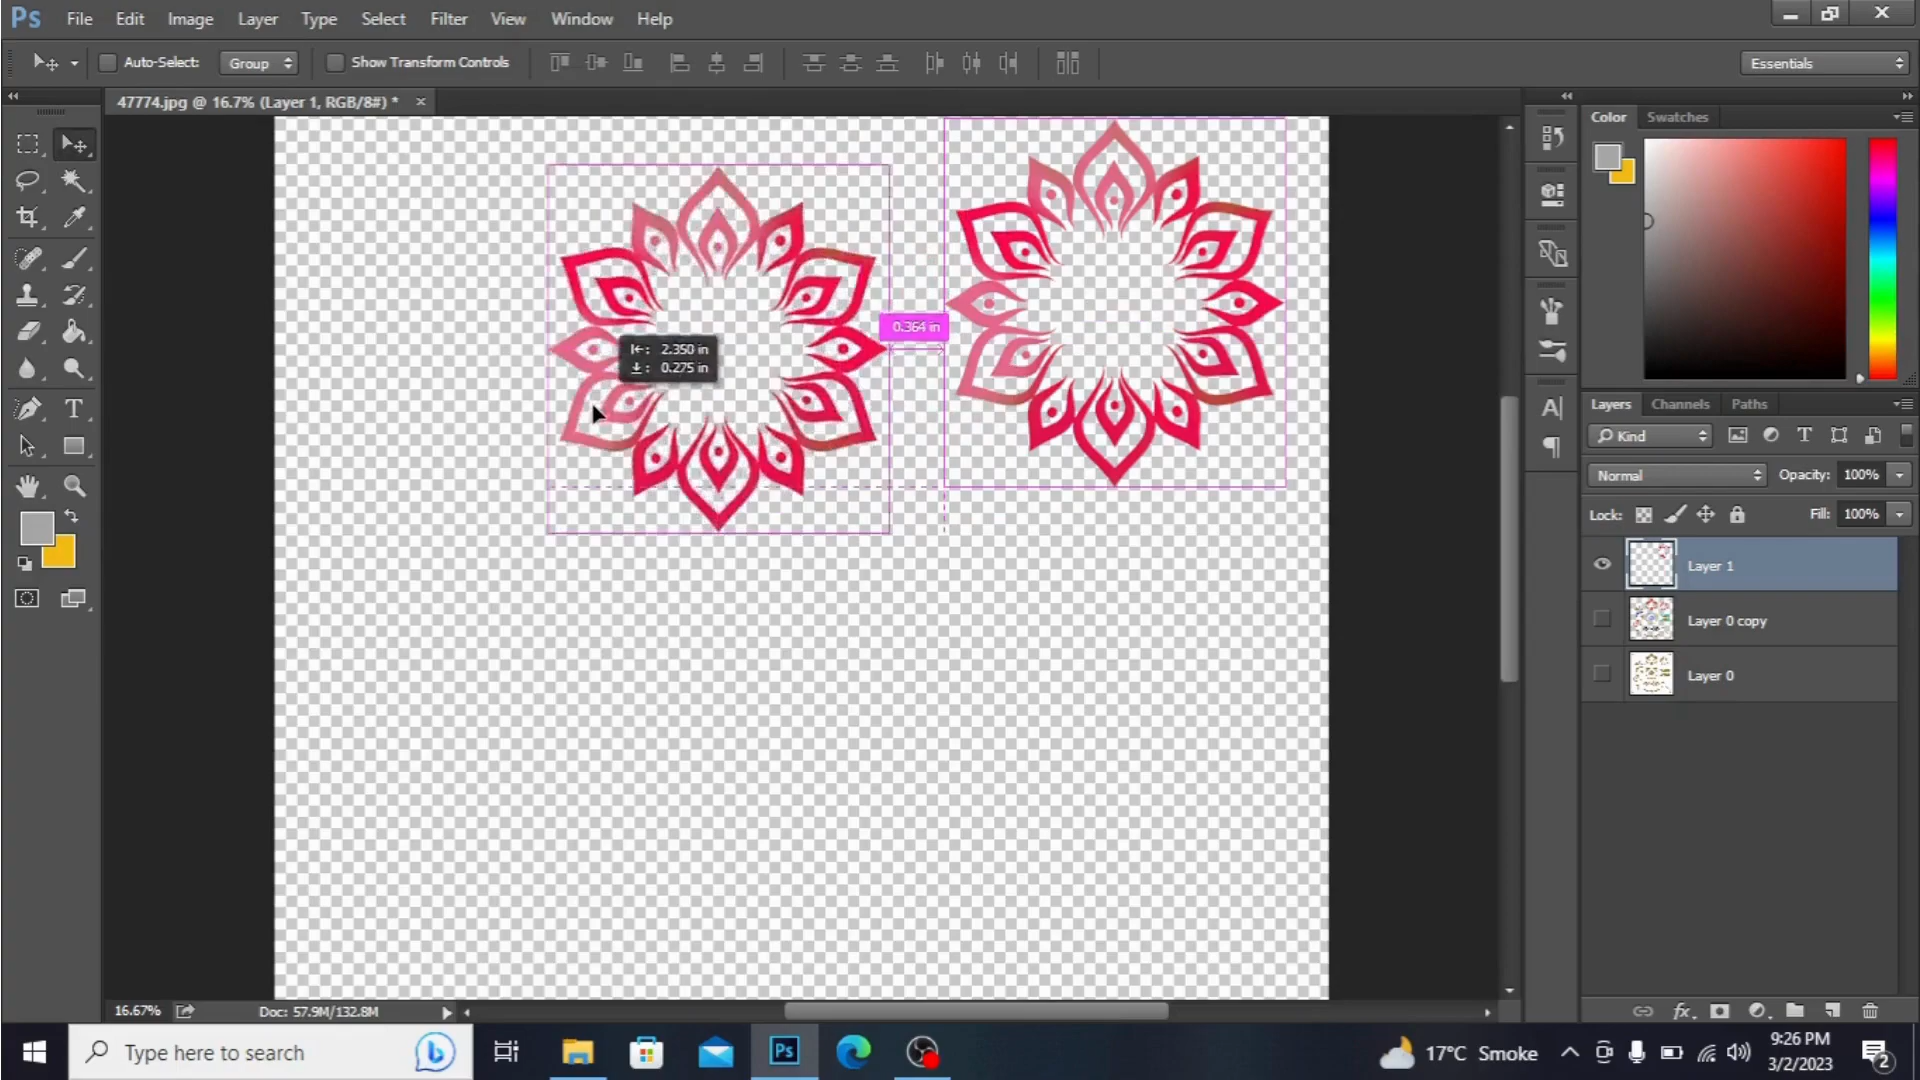 Ps File Edit Image Layer Type Select Filter View Window Help
Auto-Select: Group Show Transform Controls Essentials
47774.jpg @ 16.7% (Layer 1, RGB/8#) * ×
Color Swatches
0.364 in
2.350 in
0.275 in
Layers Channels Paths
Kind
Normal Opacity: 100%
Lock: Fill: 100%
Layer 1
Layer 0 copy
Layer 0
16.67% Doc: 57.9M/132.8M
Type here to search
Ps
17°C Smoke
9:26 PM
3/2/2023
2